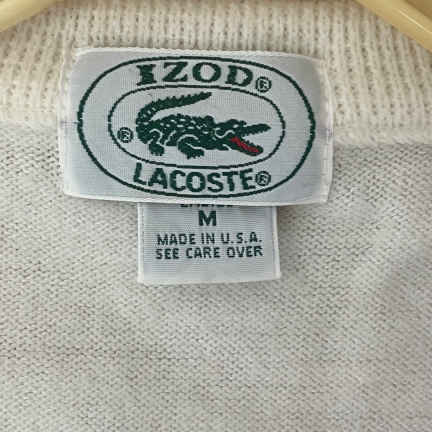 IZOD®
®
LACOSTE®
M
MADE IN U.S.A.
SEE CARE OVER